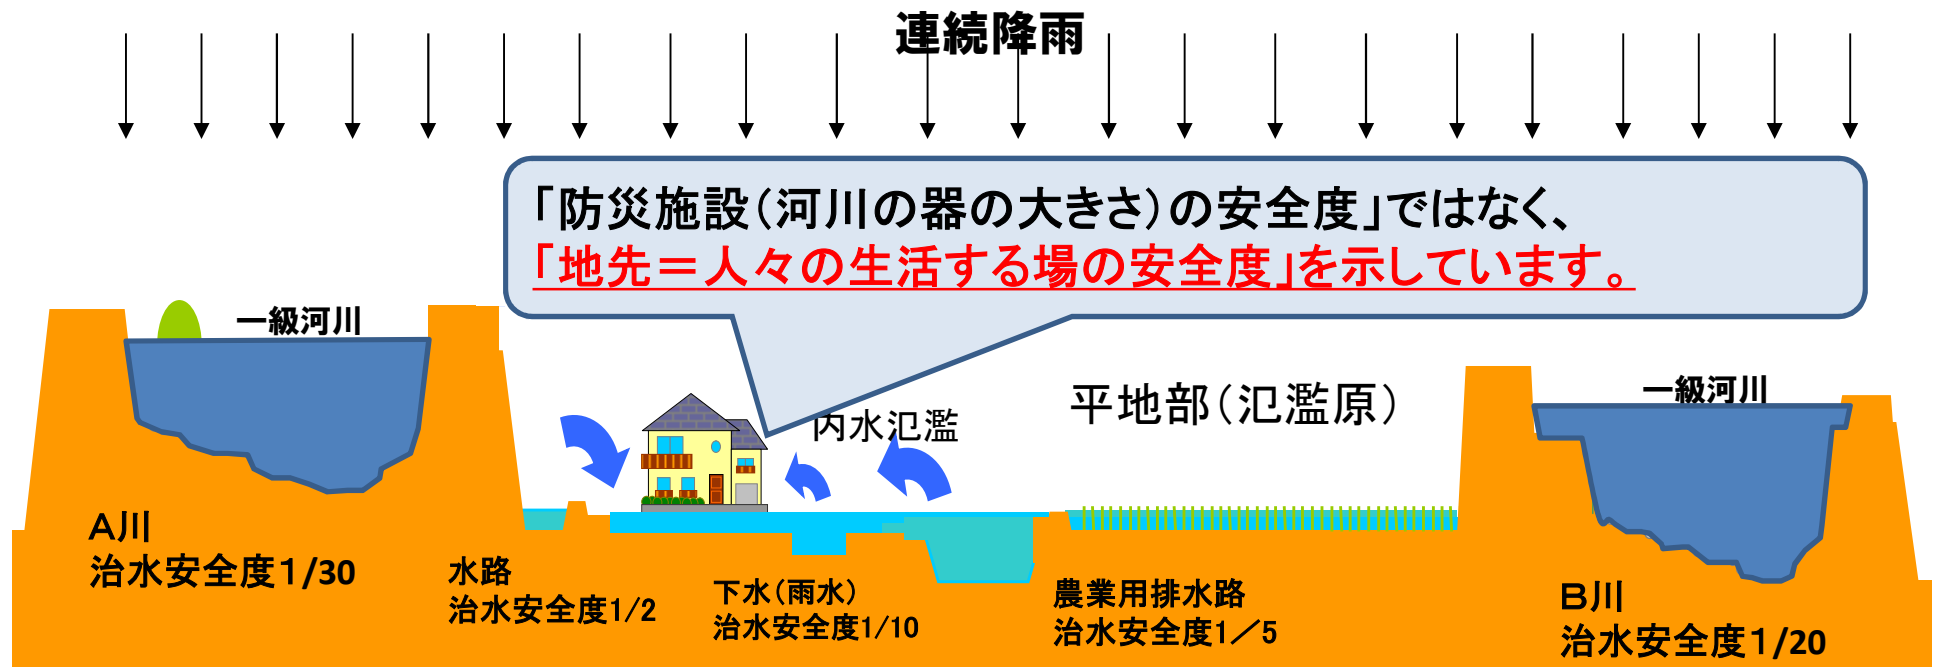 連続降雨
「防災施設（河川の器の大きさ）の安全度」ではなく、
「地先＝人々の生活する場の安全度」を示しています。
一級河川
内水氾濫
平地部（氾濫原）
一級河川
A川
治水安全度1/30
水路
治水安全度1/2
下水（雨水）
治水安全度1/10
農業用排水路
治水安全度1／5
B川
治水安全度1/20